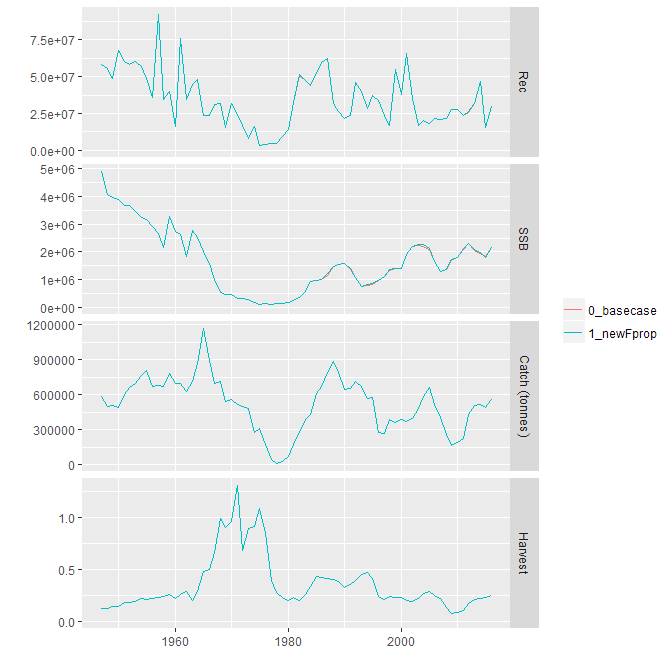 7.5e+07
5.0e+07
2.5e+07
0.0e+00
Rec
5e+06
4e+06
3e+06
2e+06
1e+06
0e+00
SSB
1200000
900000
600000
300000
0
Catch (tonnes )
1.0
0.5
0.0
Harvest
1960
1980
2000
0_basecase
1_newFprop